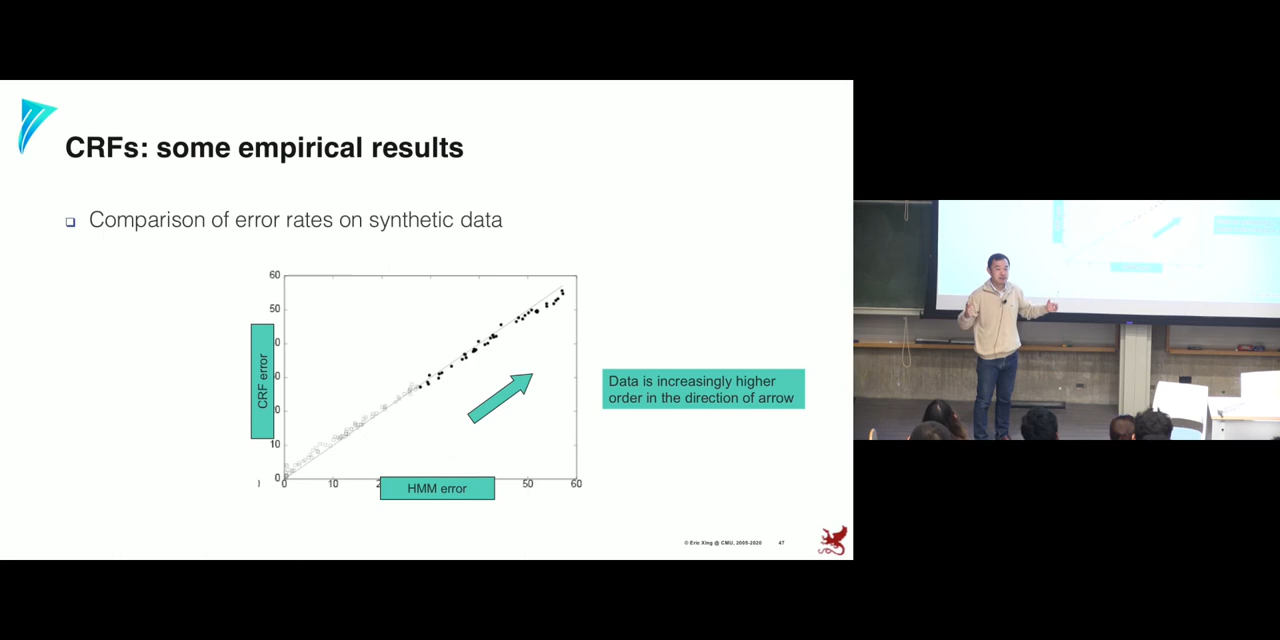 CRFs: some empirical results
Comparison of error rates on synthetic data
60
50
10
0
CRF error
0
10
50
60
HMM error
Data is increasingly higher
order in the direction of arrow
© Eric Xing @ CMU, 2005-2020
47